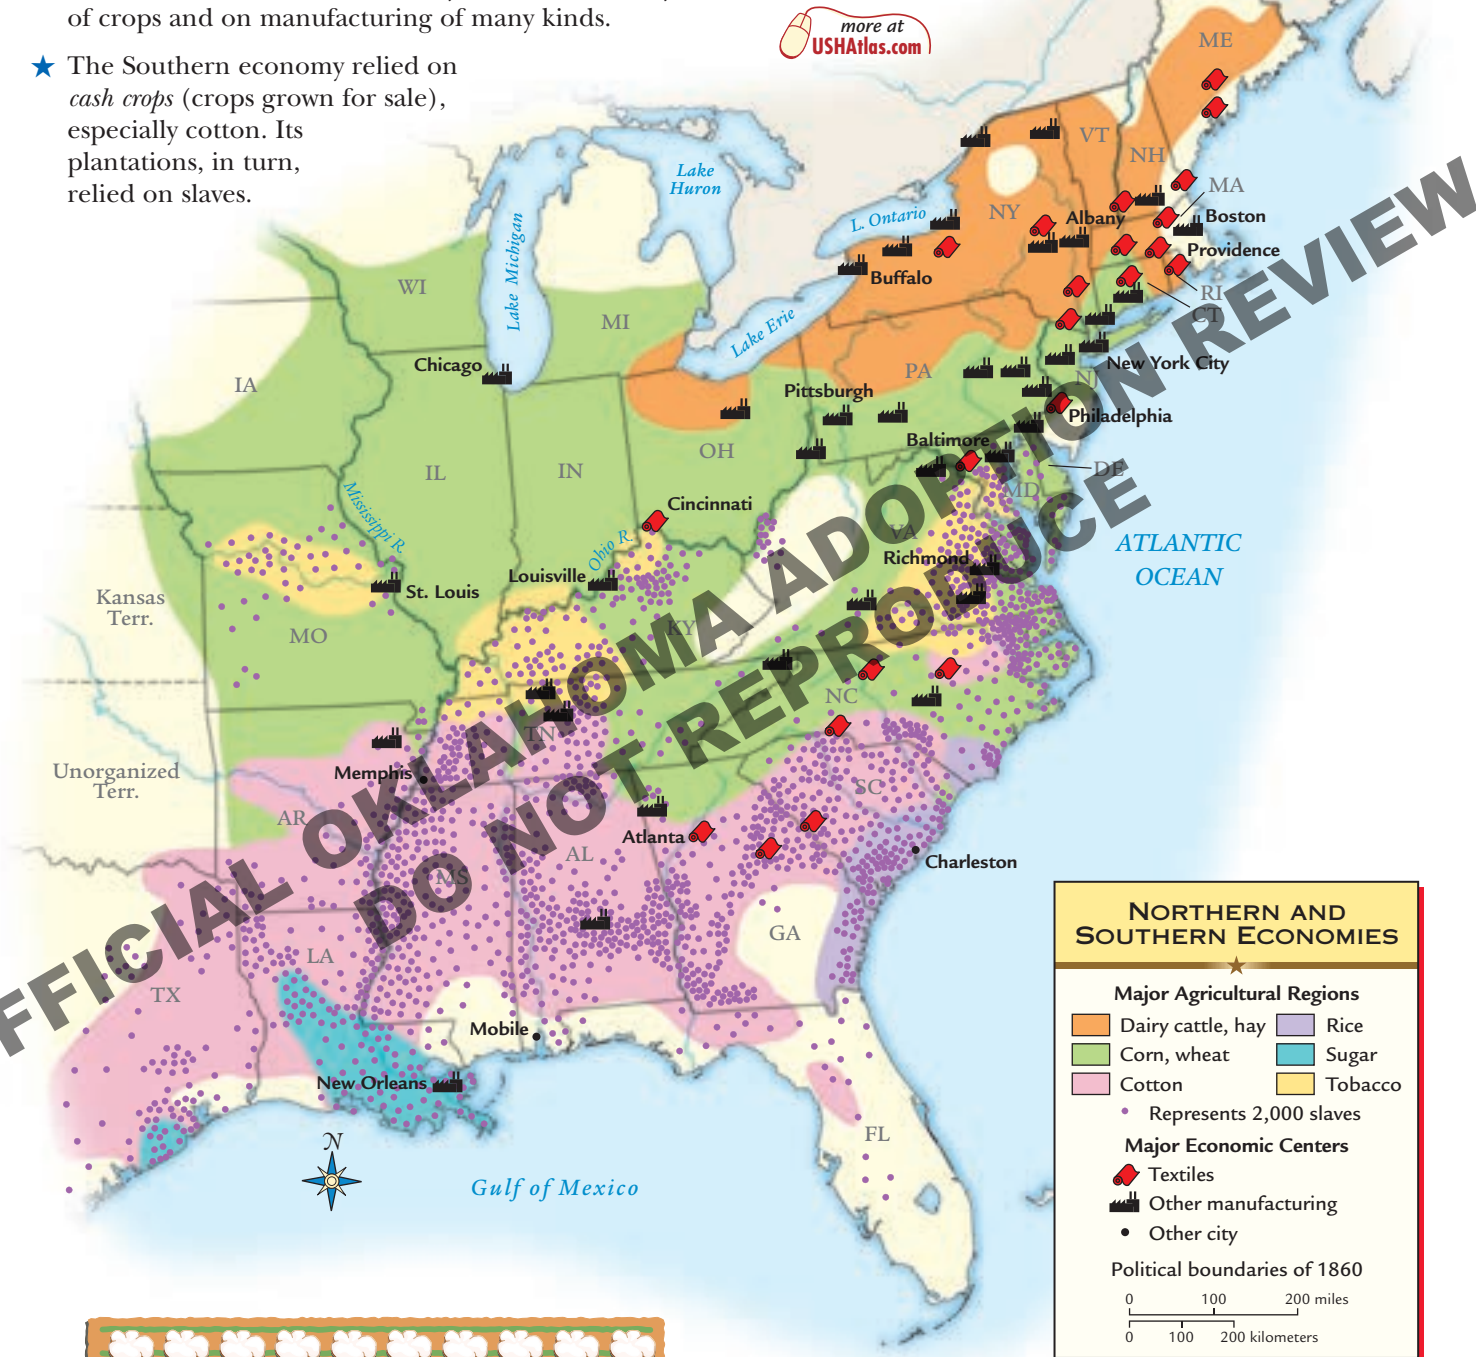 of crops and on manufacturing of many kinds.
★ The Southern economy relied on
cash crops (crops grown for sale),
especially cotton. Its
plantations, in turn,
relied on slaves.
more at
USHAtlas.com
ME
VT
NH
MA
Boston
Providence
RI
CT
NY
Albany
Buffalo
L. Ontario
Lake
Huron
Lake Michigan
Lake Erie
WI
MI
Chicago
IA
IL
IN
OH
PA
Pittsburgh
New York City
NJ
Philadelphia
Baltimore
DE
MD
VA
Richmond
Cincinnati
Ohio R.
Louisville
Mississippi R.
St. Louis
Kansas
Terr.
MO
KY
ATLANTIC
OCEAN
NC
TN
Unorganized
Terr.
Memphis
AR
SC
Atlanta
Charleston
AL
MS
GA
LA
TX
Mobile
New Orleans
FL
N
Gulf of Mexico
OFFICIAL OKLAHOMA ADOPTION REVIEW
DO NOT REPRODUCE
NORTHERN AND
SOUTHERN ECONOMIES
Major Agricultural Regions
Dairy cattle, hay Rice
Corn, wheat Sugar
Cotton Tobacco
Represents 2,000 slaves
Major Economic Centers
Textiles
Other manufacturing
Other city
Political boundaries of 1860
0 100 200 miles
0 100 200 kilometers